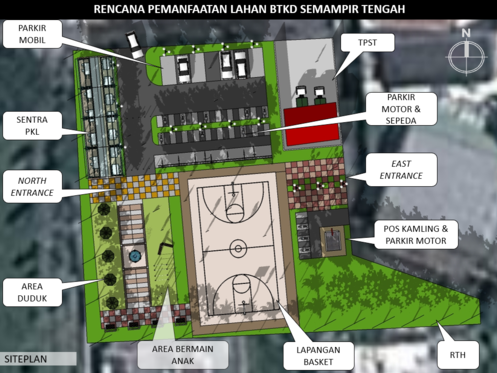 RENCANA PEMANFAATAN LAHAN BTKD SEMAMPIR TENGAH
PARKIR
MOBIL
TPST
N
SENTRA
PKL
PARKIR
MOTOR &
SEPEDA
NORTH
ENTRANCE
EAST
ENTRANCE
POS KAMLING &
PARKIR MOTOR
AREA
DUDUK
AREA BERMAIN
ANAK
LAPANGAN
BASKET
RTH
SITEPLAN